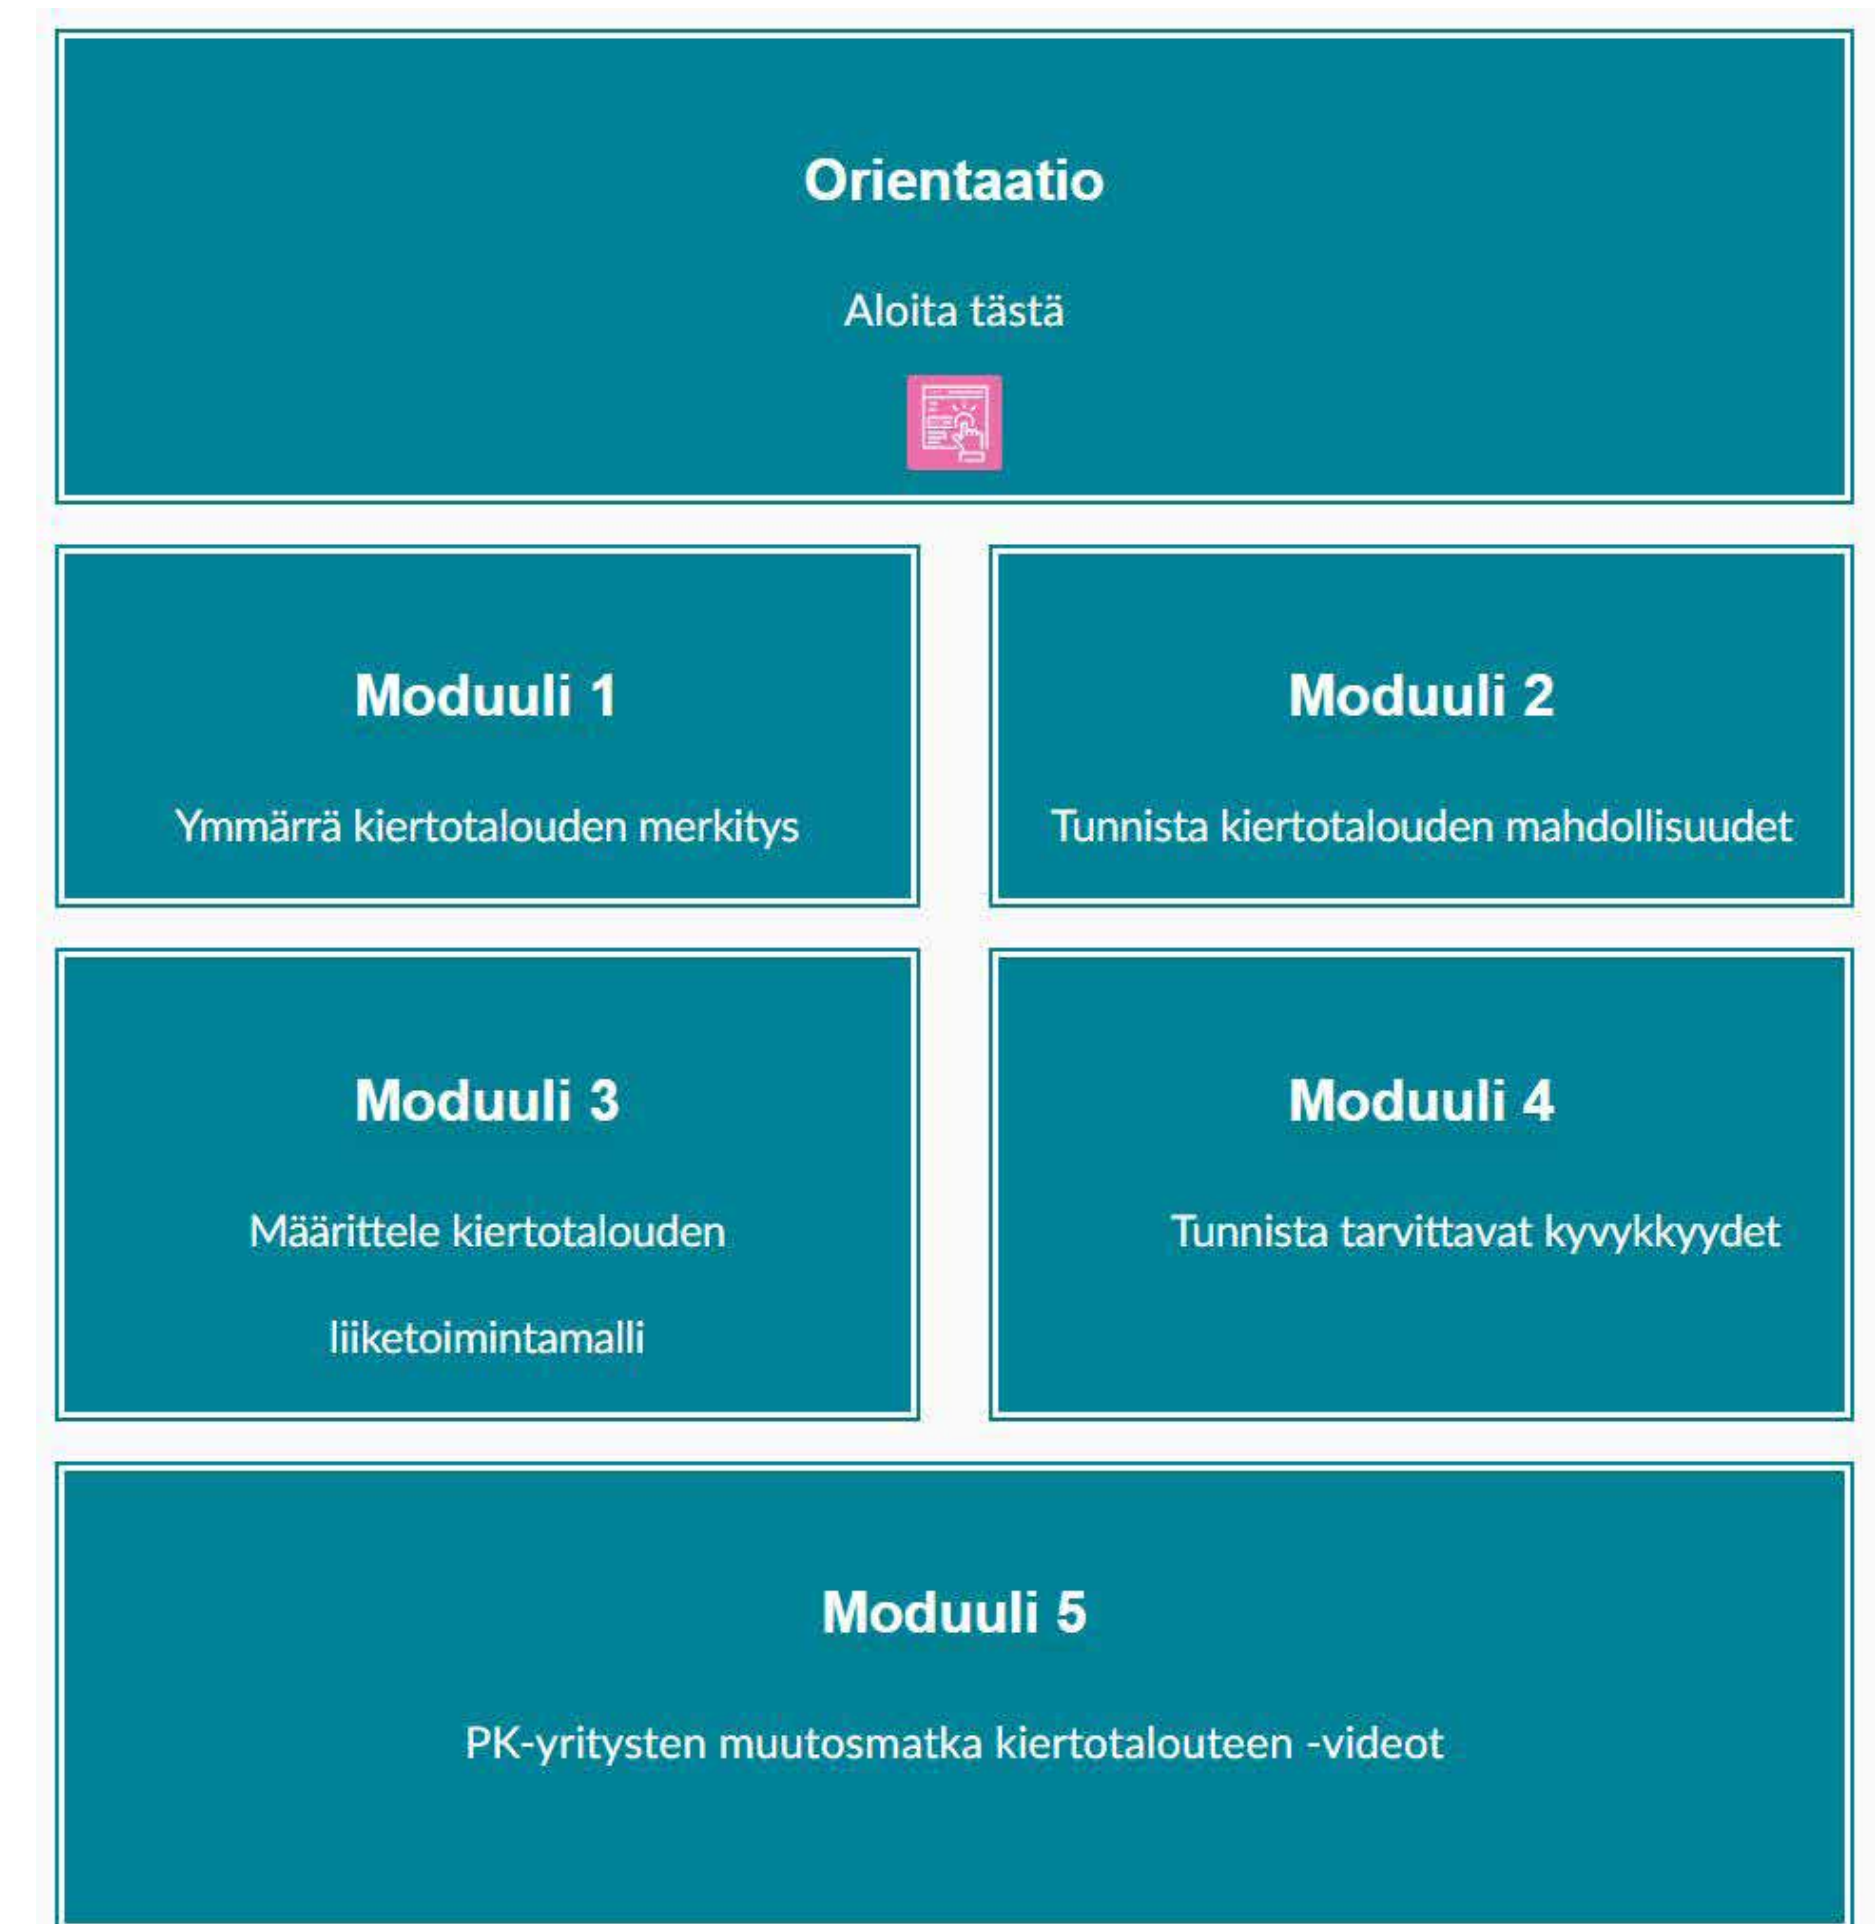 Orientaatio
Aloita tästä
Moduuli 1
Ymmärrä kiertotalouden merkitys
Moduuli 2
Tunnista kiertotalouden mahdollisuudet
Moduuli 3
Määrittele kiertotalouden
liiketoimintamalli
Moduuli 4
Tunnista tarvittavat kyvykkyydet
Moduuli 5
PK-yritysten muutosmatka kiertotalouteen -videot